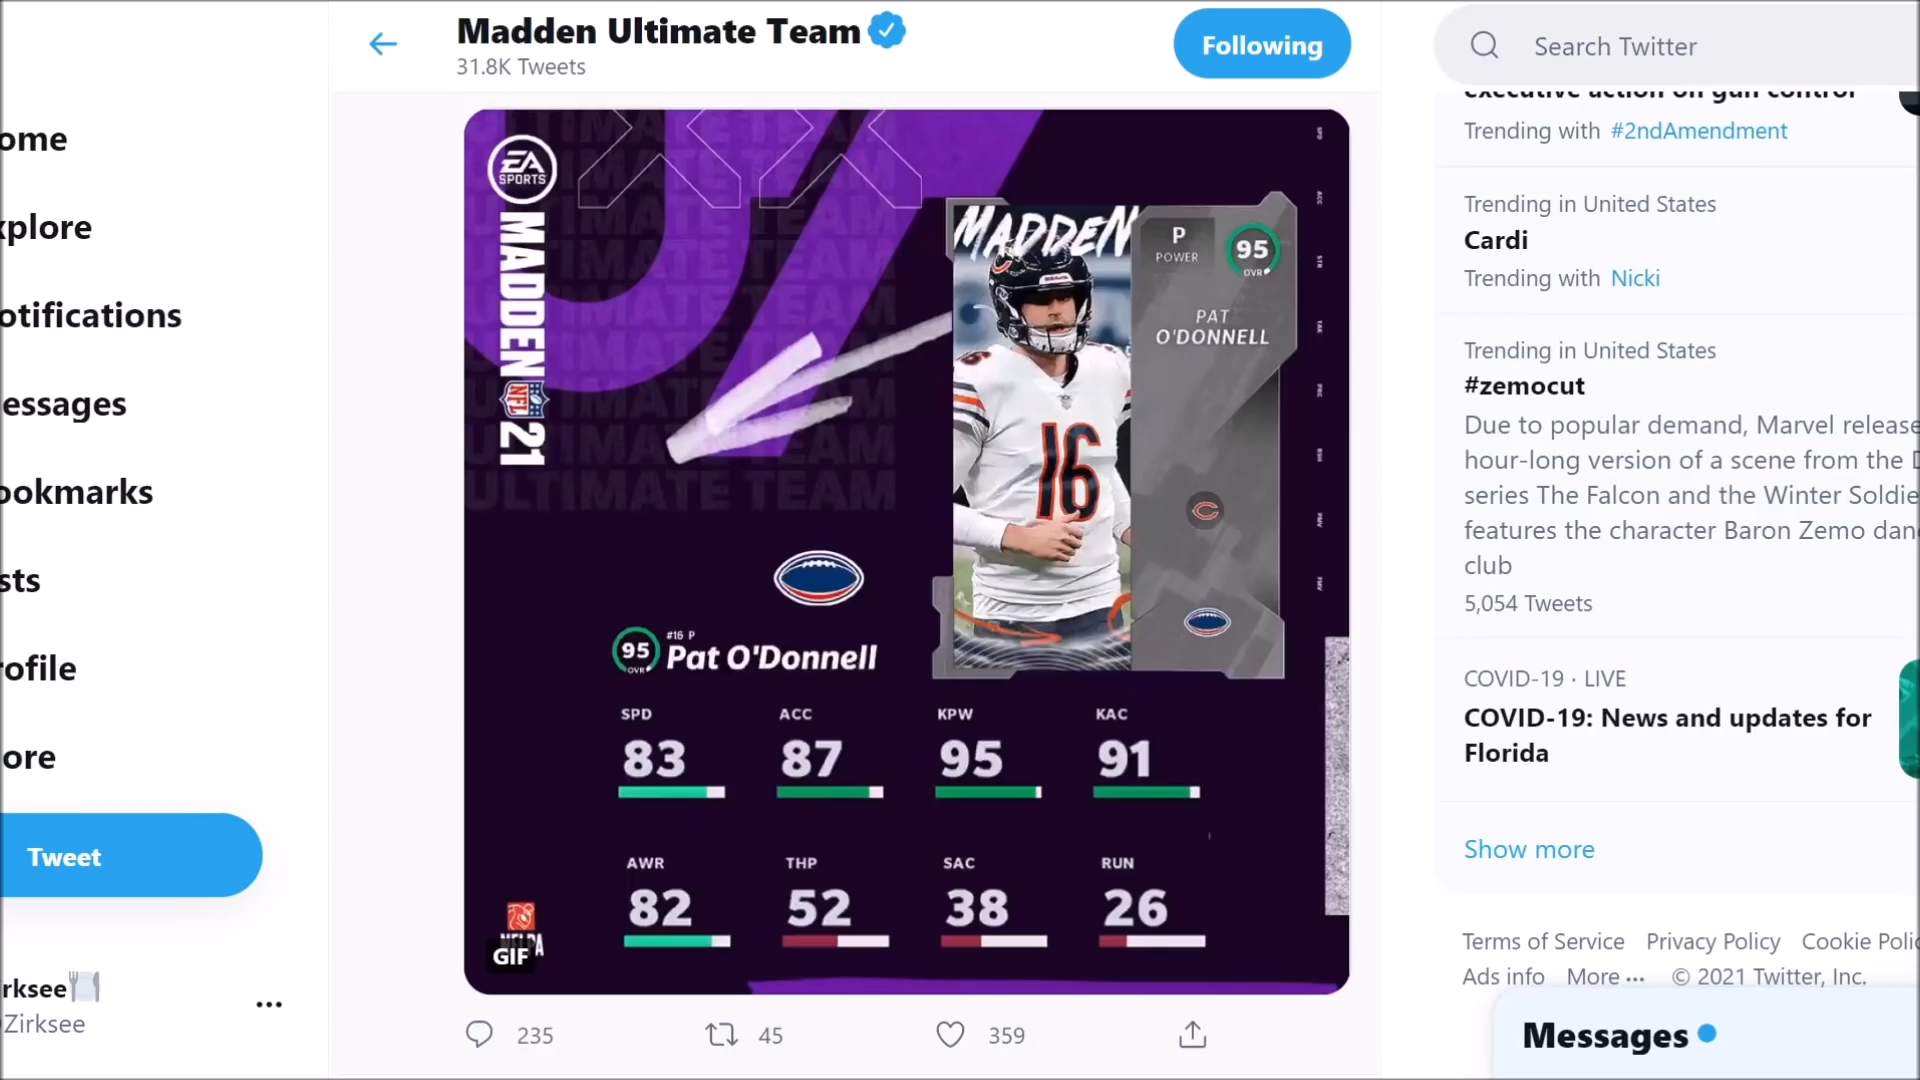 Madden Ultimate Team
31.8K Tweets
Following
Search Twitter
ome
xplore
otifications
essages
ookmarks
sts
rofile
ore
Tweet
rksee
Zirksee
EA
SPORTS
MADDEN
NFL
21
ULTIMATE TEAM
MADDEN
P
POWER
95
OVR
PAT
O'DONNELL
16
95
OVR
#16 P
Pat O'Donnell
SPD
83
ACC
87
KPW
95
KAC
91
AWR
82
THP
52
SAC
38
RUN
26
GIF
235
45
359
executive action on gun control
Trending with #2ndAmendment
Trending in United States
Cardi
Trending with Nicki
Trending in United States
#zemocut
Due to popular demand, Marvel release
hour-long version of a scene from the D
series The Falcon and the Winter Soldie
features the character Baron Zemo dan
club
5,054 Tweets
COVID-19 · LIVE
COVID-19: News and updates for
Florida
Show more
Terms of Service Privacy Policy Cookie Polic
Ads info More ··· © 2021 Twitter, Inc.
Messages